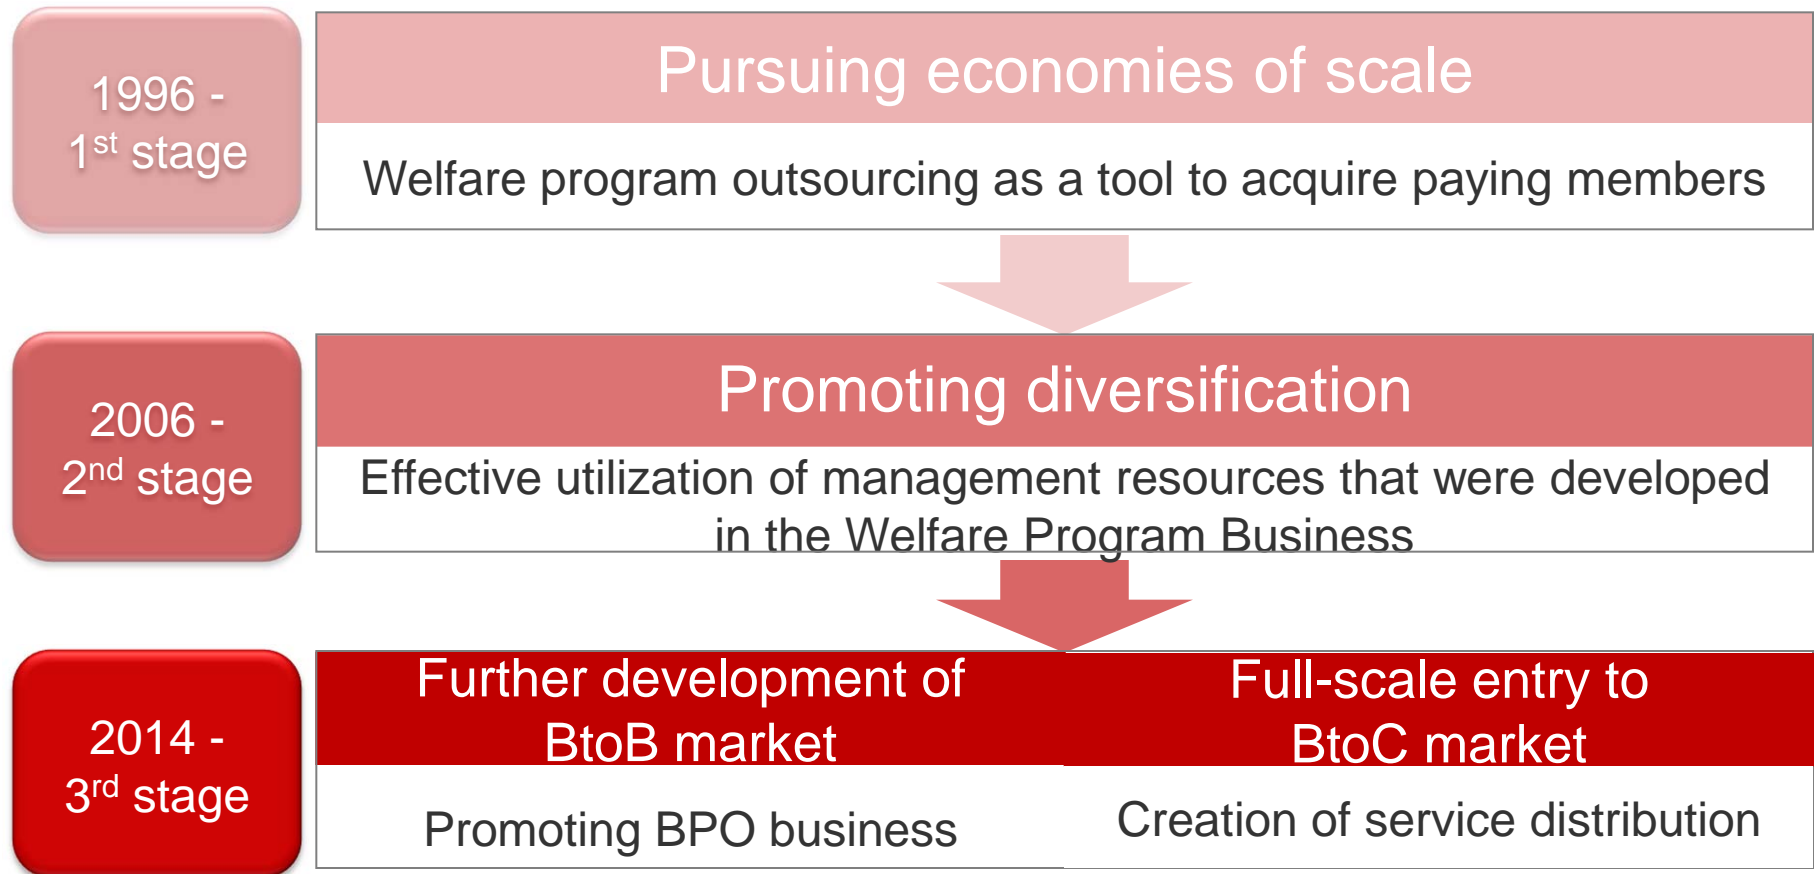 1996 -
1st stage
Pursuing economies of scale
Welfare program outsourcing as a tool to acquire paying members
2006 -
2nd stage
Promoting diversification
Effective utilization of management resources that were developed
in the Welfare Program Business
2014 -
3rd stage
Further development of
BtoB market
Promoting BPO business
Full-scale entry to
BtoC market
Creation of service distribution